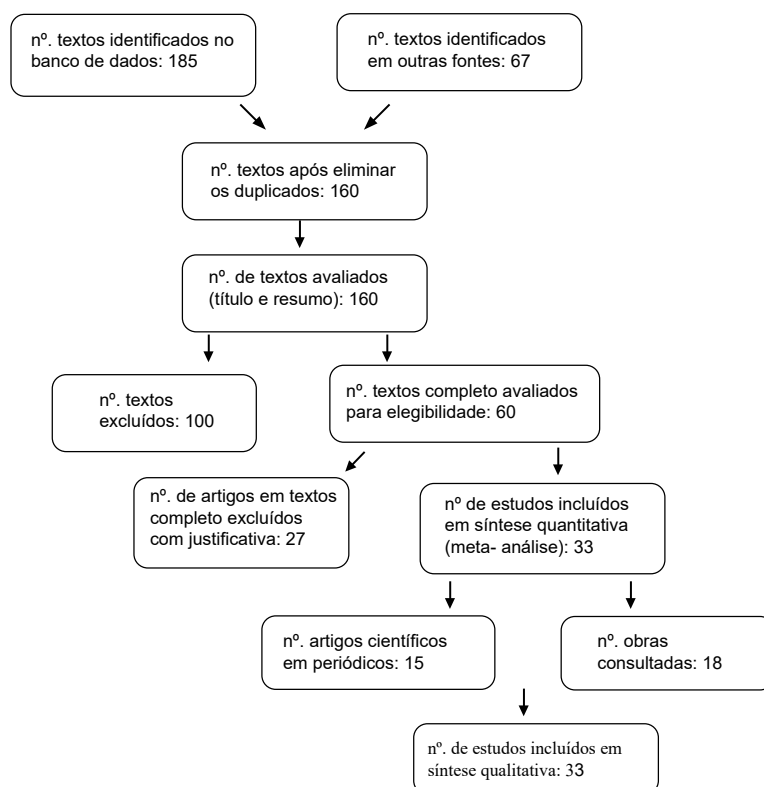 nº. textos identificados no
banco de dados: 185
nº. textos identificados
em outras fontes: 67
nº. textos após eliminar
os duplicados: 160
nº. de textos avaliados
(título e resumo): 160
nº. textos
excluídos: 100
nº. textos completo avaliados
para elegibilidade: 60
nº. de artigos em textos
completo excluídos
com justificativa: 27
nº de estudos incluídos
em síntese quantitativa
(meta- análise): 33
nº. artigos científicos
em periódicos: 15
nº. obras
consultadas: 18
nº. de estudos incluídos em
síntese qualitativa: 33